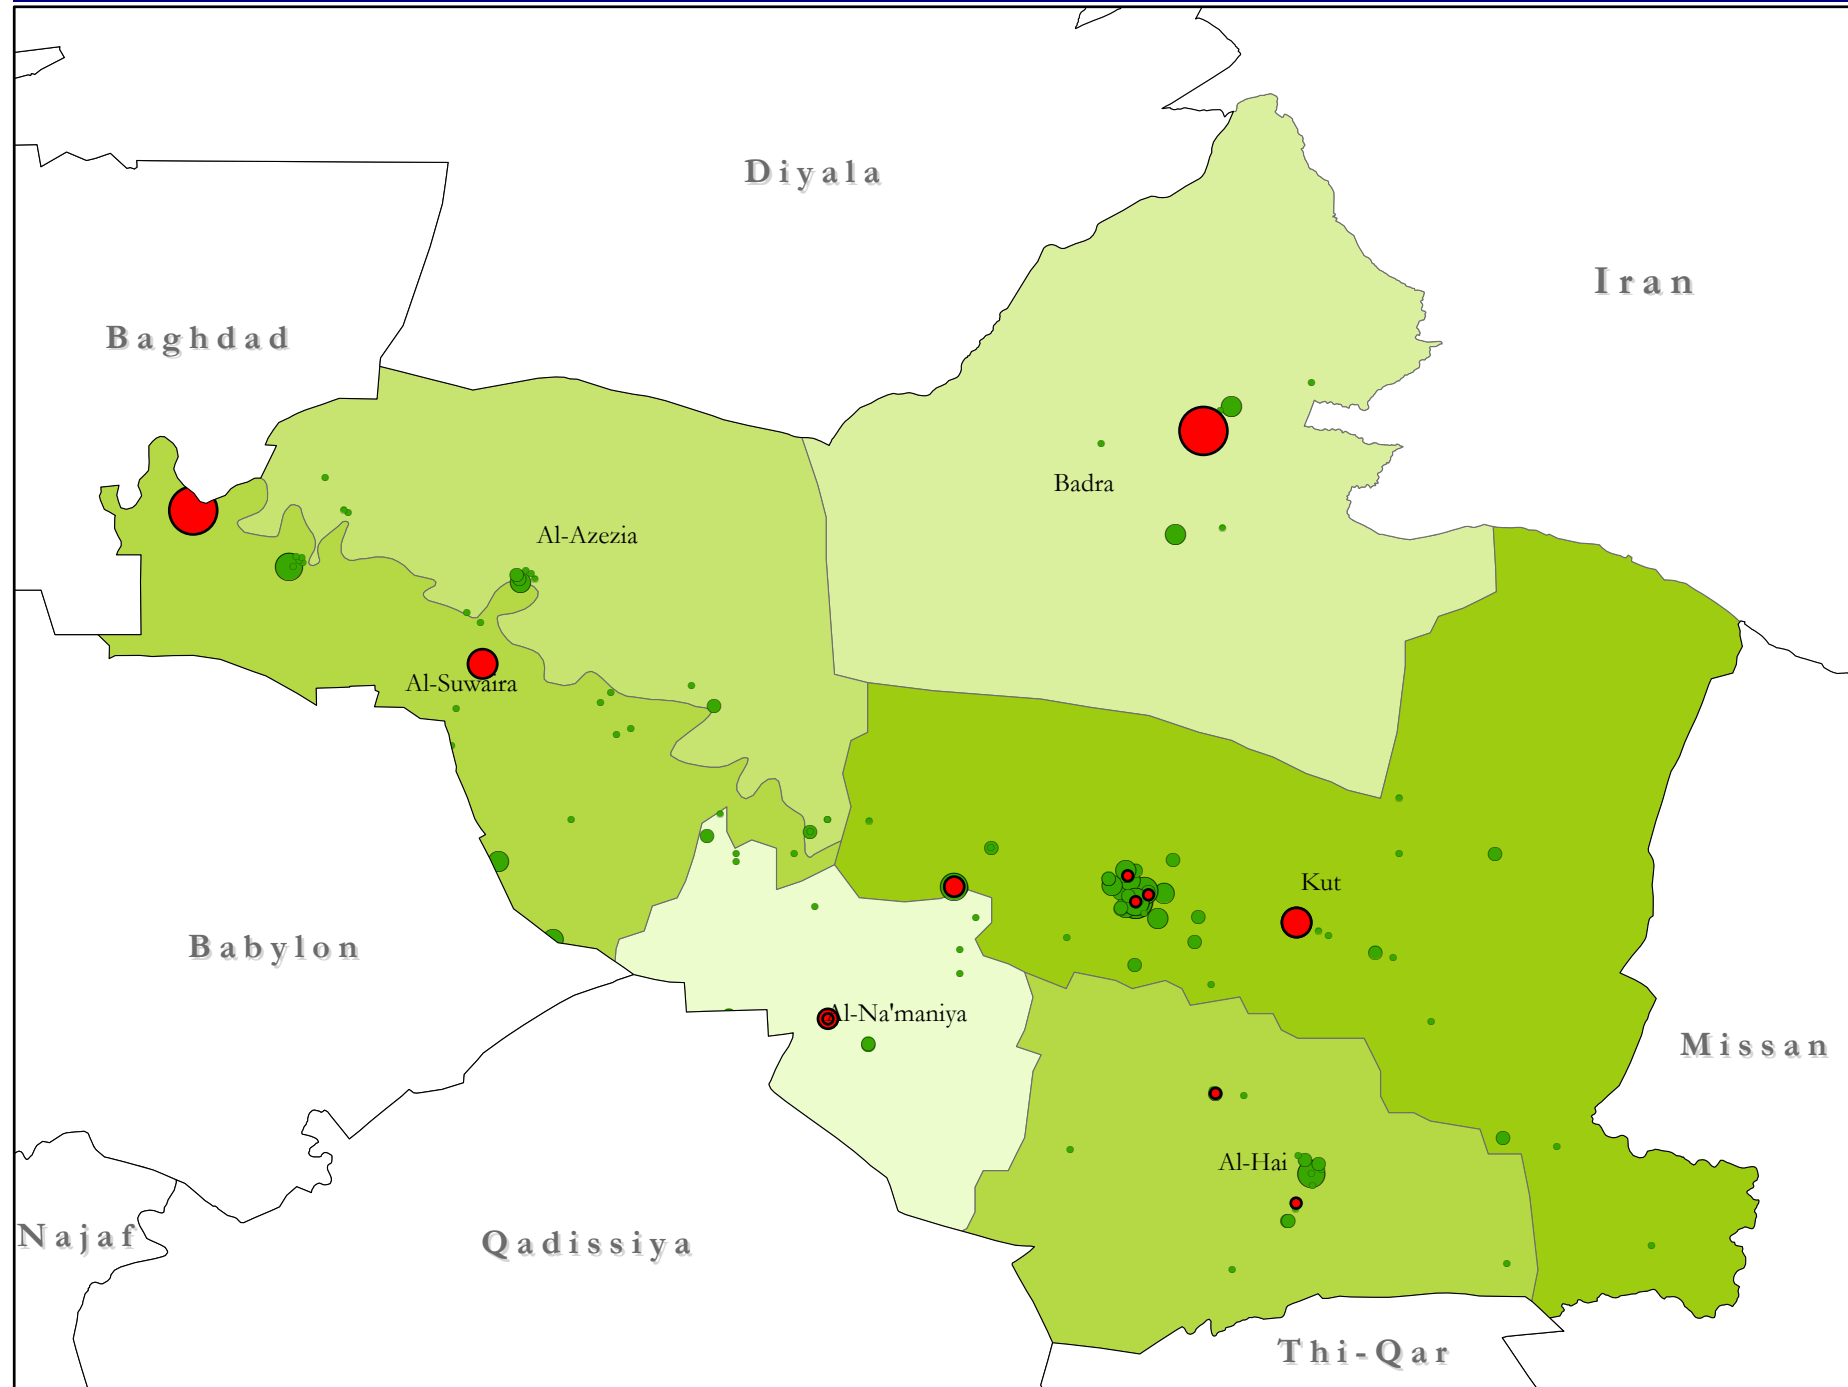 Diyala
Iran
Baghdad
Badra
Al-Azezia
Al-Suwaira
Kut
Babylon
Al-Na'maniya
Missan
Al-Hai
Najaf
Qadissiya
Thi-Qar